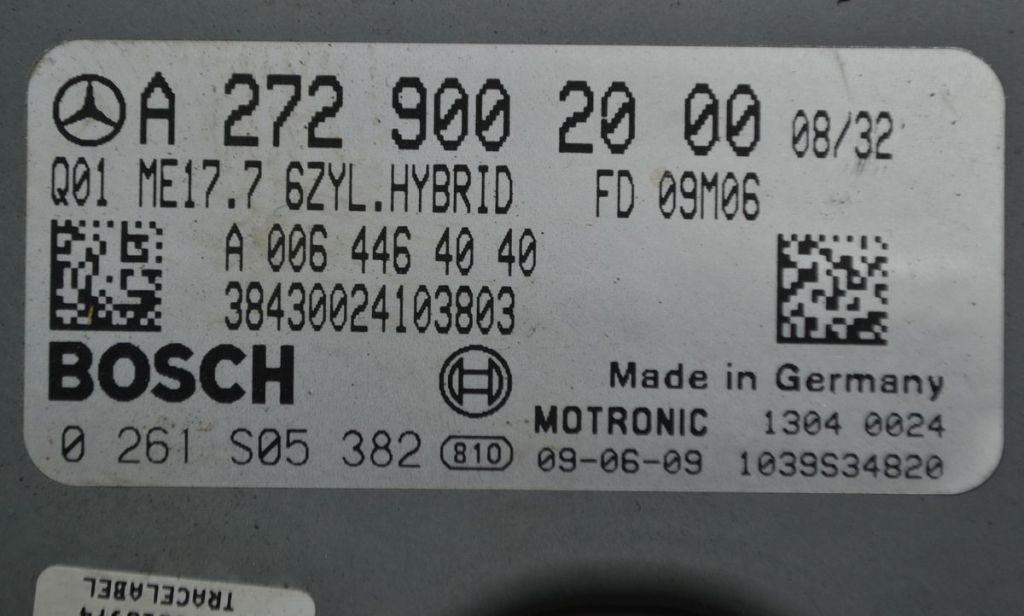 A 272 900 20 00 08/32
Q01 ME17.7 6ZYL.HYBRID FD 09M06
A 006 446 40 40
38430024103803
BOSCH
Made in Germany
MOTRONIC 1304 0024
0 261 S05 382 810 09-06-09 1039S34820
TRACELABEL